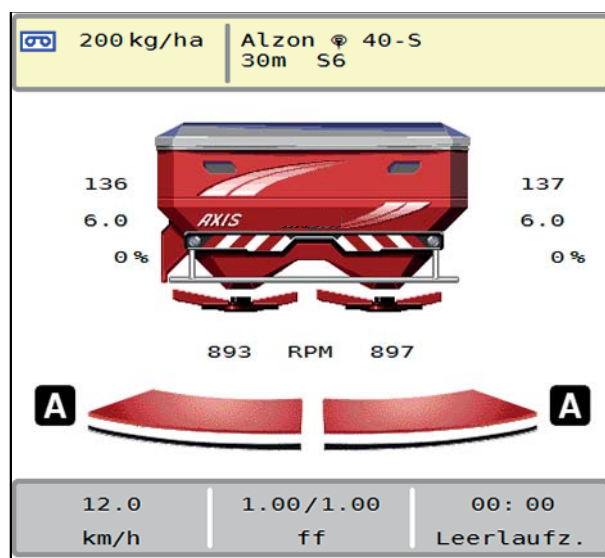 200 kg/ha
Alzon 40-S
30m S6
136
137
6.0
6.0
0 %
0 %
AXIS
893 RPM 897
A
A
12.0
1.00/1.00
00: 00
km/h
ff
Leerlaufz.